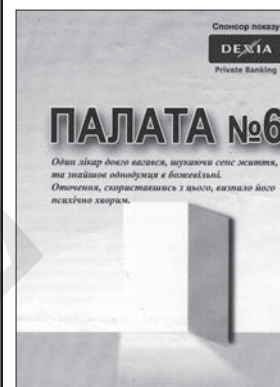 Спонсор показу
DEXIA
Private Banking
ПАЛАТА №6
Один лікар довго вагався, шукаючи сенс життя,
та знайшов однодумця в божевільні.
Оточення, скориставшись з цього, визнало його
психічно хворим.